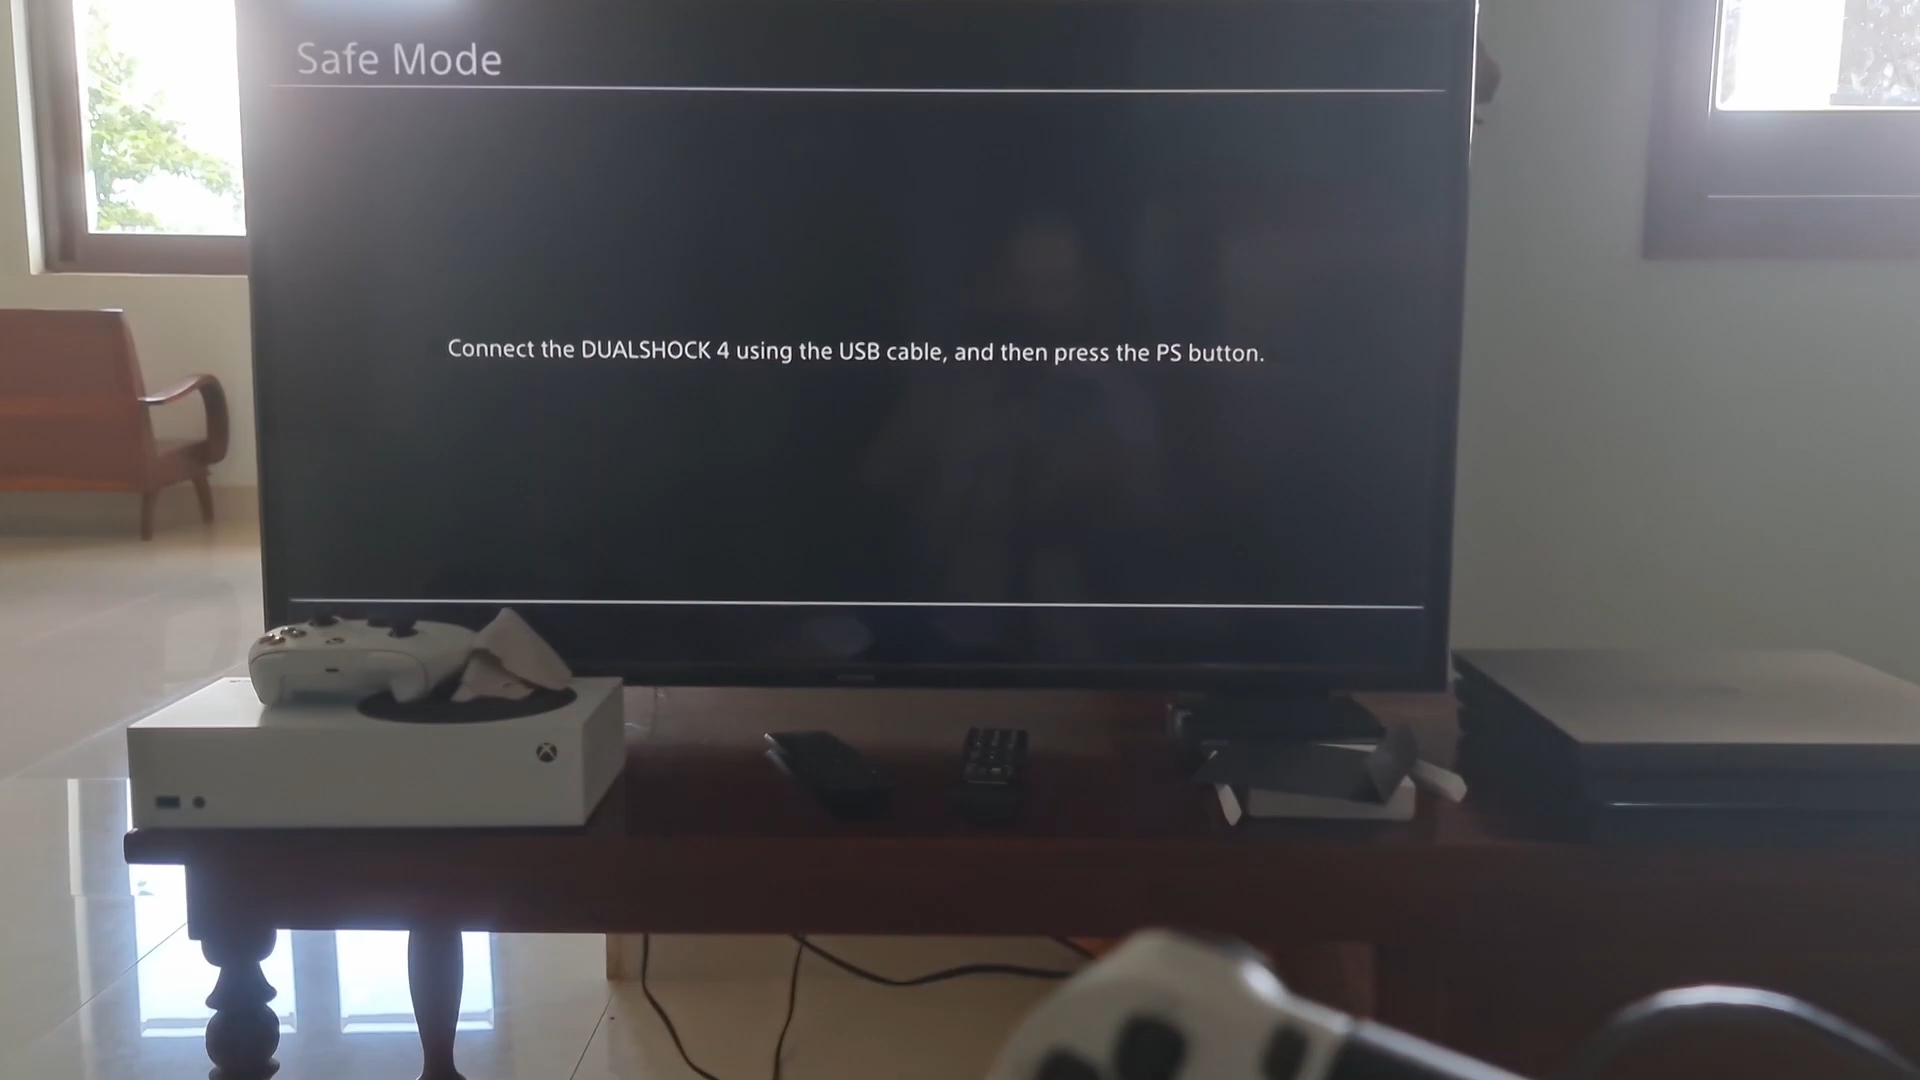 Safe Mode
Connect the DUALSHOCK 4 using the USB cable, and then press the PS button.